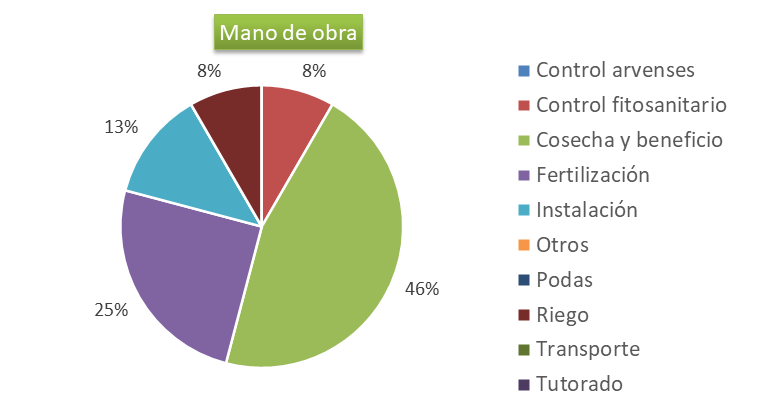 Mano de obra
8%
8%
13%
25%
46%
Control arvenses
Control fitosanitario
Cosecha y beneficio
Fertilización
Instalación
Otros
Podas
Riego
Transporte
Tutorado